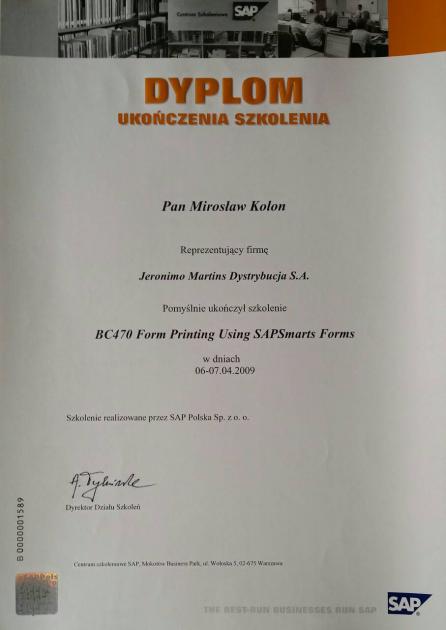 Centrum Szkoleniowe SAP
DYPLOM
UKOŃCZENIA SZKOLENIA
Pan Mirosław Kolon
Reprezentujący firmę
Jeronimo Martins Dystrybucja S.A.
Pomyślnie ukończył szkolenie
BC470 Form Printing Using SAPSmarts Forms
w dniach
06-07.04.2009
Szkolenie realizowane przez SAP Polska Sp. z o. o.
Dyrektor Działu Szkoleń
B 0000001589
Centrum szkoleniowe SAP, Mokotów Business Park, ul. Wołoska 5, 02-675 Warszawa
THE BEST-RUN BUSINESSES RUN SAP
SAP